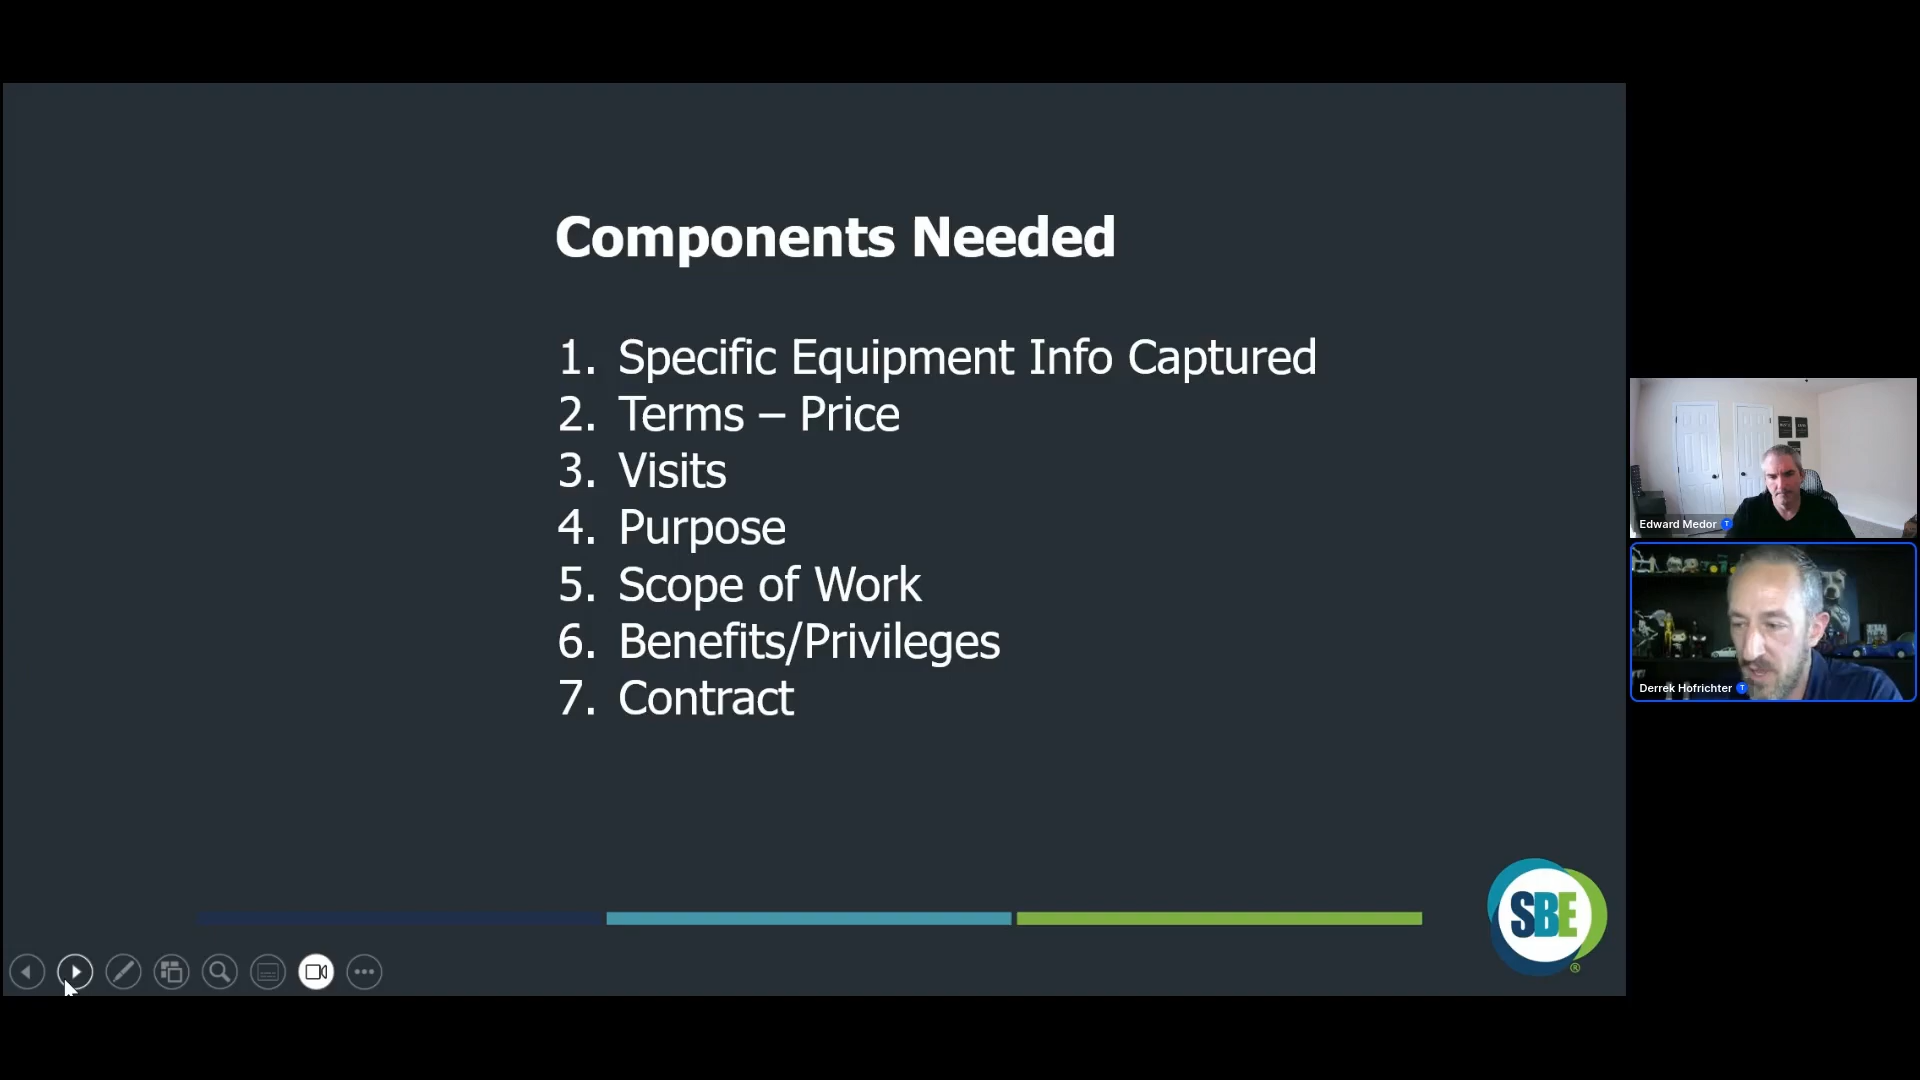 Components Needed
1. Specific Equipment Info Captured
2. Terms – Price
3. Visits
4. Purpose
5. Scope of Work
6. Benefits/Privileges
7. Contract
SBE
®
Edward Medor
T
Derrek Hofrichter
T